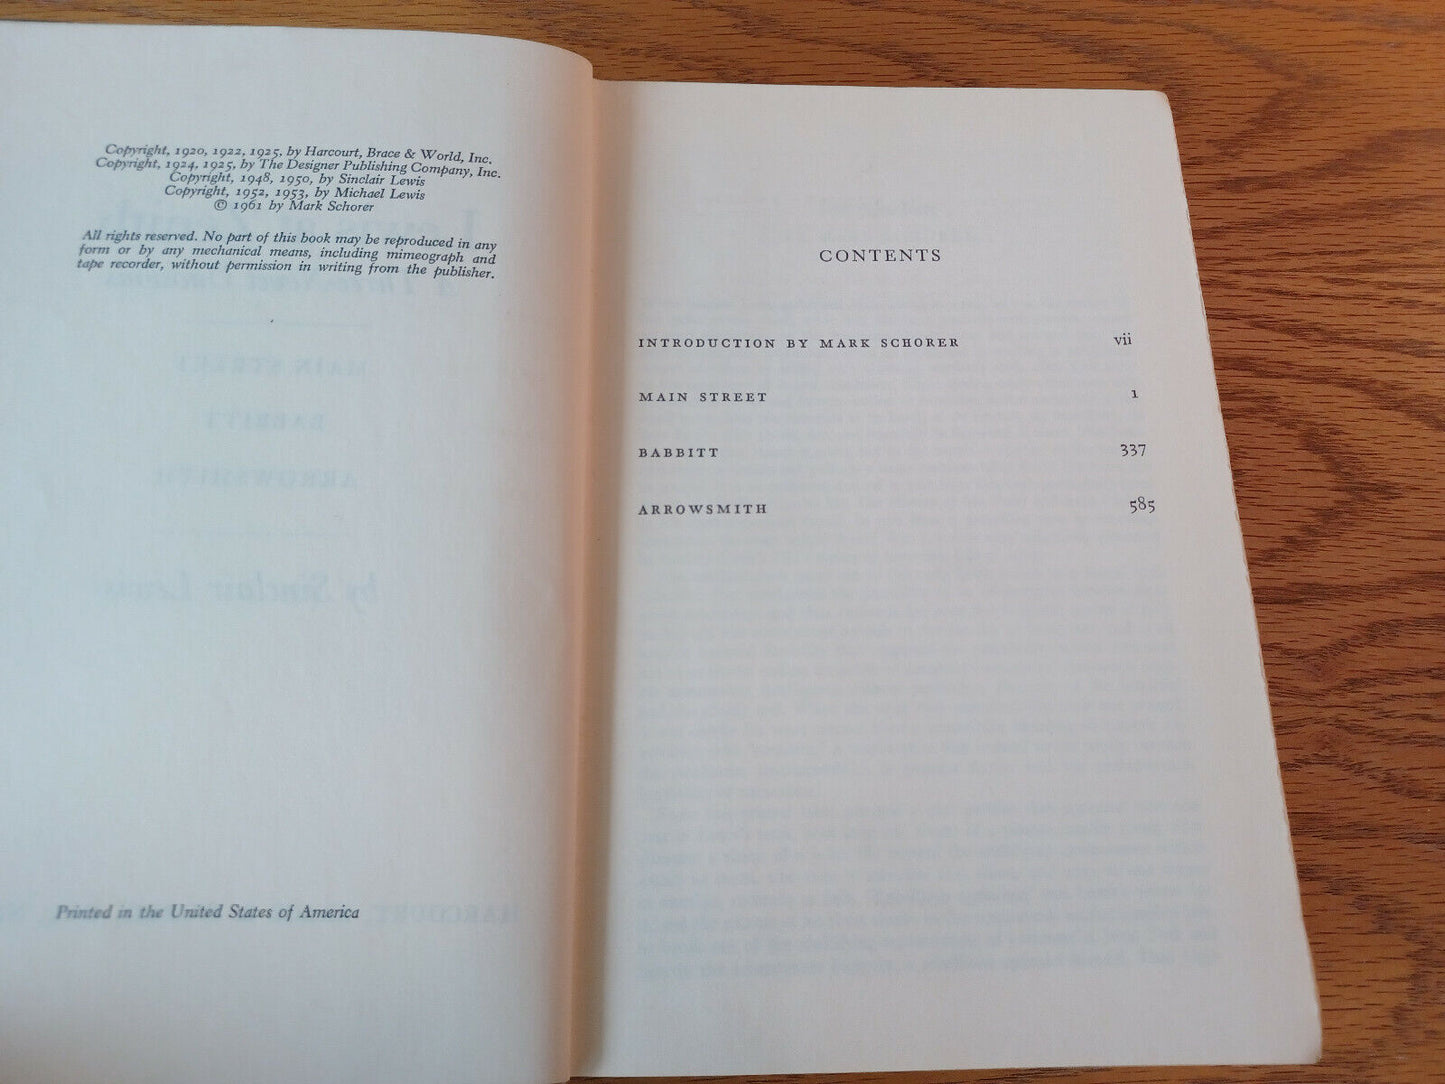 Copyright, 1920, 1922, 1925, by Harcourt, Brace & World, Inc.
Copyright, 1924, 1925, by The Designer Publishing Company, Inc.
Copyright, 1948, 1950, by Sinclair Lewis
Copyright, 1952, 1953, by Michael Lewis
© 1961 by Mark Schorer
All rights reserved. No part of this book may be reproduced in any
form or by any mechanical means, including mimeograph and
tape recorder, without permission in writing from the publisher.
Printed in the United States of America
CONTENTS
INTRODUCTION BY MARK SCHORER vii
MAIN STREET 1
BABBITT 337
ARROWSMITH 585